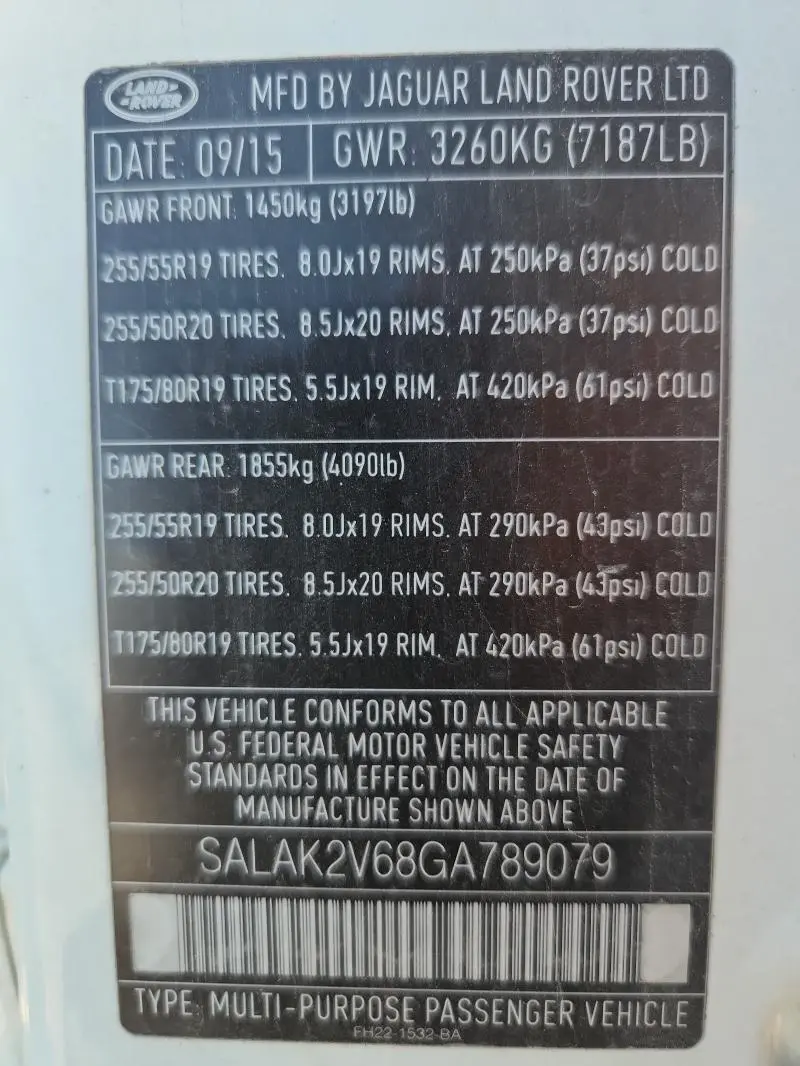 LAND-
-ROVER
MFD BY JAGUAR LAND ROVER LTD
DATE: 09/15 GWR: 3260KG (7187LB)
GAWR FRONT: 1450kg (3197lb)
255/55R19 TIRES, 8.0Jx19 RIMS, AT 250kPa (37psi) COLD
255/50R20 TIRES, 8.5Jx20 RIMS, AT 250kPa (37psi) COLD
T175/80R19 TIRES, 5.5Jx19 RIM, AT 420kPa (61psi) COLD
GAWR REAR: 1855kg (4090lb)
255/55R19 TIRES, 8.0Jx19 RIMS, AT 290kPa (43psi) COLD
255/50R20 TIRES, 8.5Jx20 RIMS, AT 290kPa (43psi) COLD
T175/80R19 TIRES, 5.5Jx19 RIM, AT 420kPa (61psi) COLD
THIS VEHICLE CONFORMS TO ALL APPLICABLE
U.S. FEDERAL MOTOR VEHICLE SAFETY
STANDARDS IN EFFECT ON THE DATE OF
MANUFACTURE SHOWN ABOVE
SALAK2V68GA789079
TYPE: MULTI-PURPOSE PASSENGER VEHICLE
FH22-1532-BA